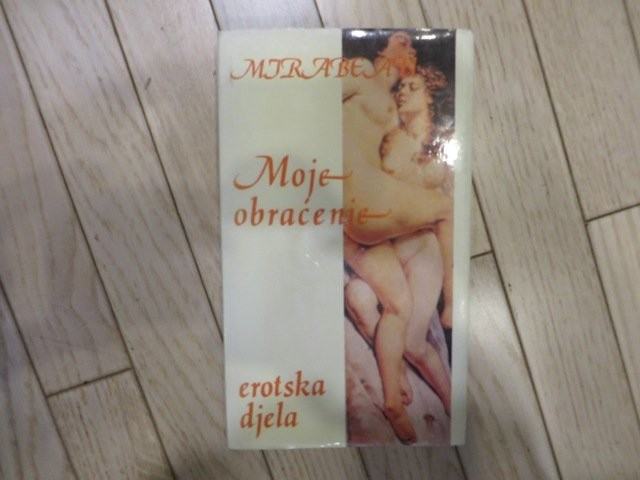 MIRABEAU
Moje
obraćenje
erotska
djela